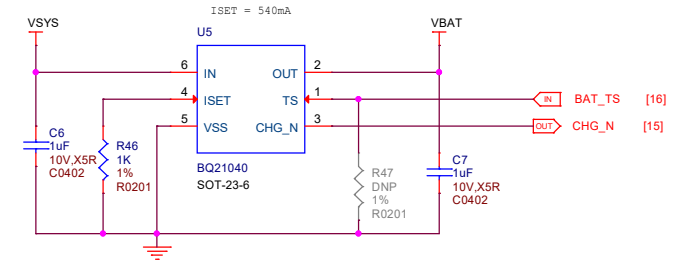 ISET = 540mA
VSYS
U5
VBAT
6 IN OUT 2
4 ISET TS 1
5 VSS CHG_N 3
IN BAT_TS [16]
OUT CHG_N [15]
C6
1uF
10V,X5R
C0402
R46
1K
1%
R0201
BQ21040
SOT-23-6
R47
DNP
1%
R0201
C7
1uF
10V,X5R
C0402